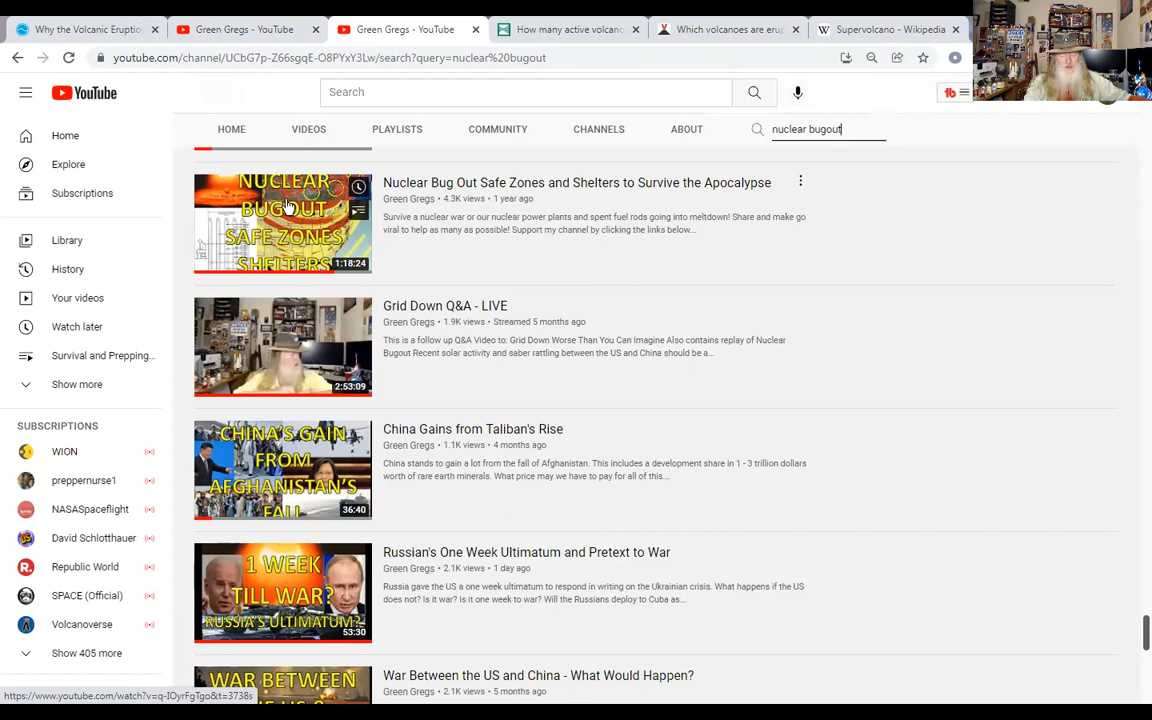 Why the Volcanic Eruptio
Green Gregs - YouTube
Green Gregs - YouTube
How many active volcano
Which volcanoes are erup
Supervolcano - Wikipedia
youtube.com/channel/UCbG7p-Z66sgqE-O8PYxY3Lw/search?query=nuclear%20bugout
YouTube
Search
HOME
VIDEOS
PLAYLISTS
COMMUNITY
CHANNELS
ABOUT
nuclear bugout
Home
Explore
Subscriptions
Library
History
Your videos
Watch later
Survival and Prepping...
Show more
SUBSCRIPTIONS
WION
preppernurse1
NASASpaceflight
David Schlotthauer
Republic World
SPACE (Official)
Volcanoverse
Show 405 more
NUCLEAR
BUGOUT
SAFE ZONES
SHELTERS
1:18:24
Nuclear Bug Out Safe Zones and Shelters to Survive the Apocalypse
Green Gregs • 4.3K views • 1 year ago
Survive a nuclear war or our nuclear power plants and spent fuel rods going into meltdown! Share and make go
viral to help as many as possible! Support my channel by clicking the links below...
2:53:09
Grid Down Q&A - LIVE
Green Gregs • 1.9K views • Streamed 5 months ago
This is a follow up Q&A Video to: Grid Down Worse Than You Can Imagine Also contains replay of Nuclear
Bugout Recent solar activity and saber rattling between the US and China should be a...
CHINA'S GAIN
FROM
AFGHANISTAN'S
FALL
36:40
China Gains from Taliban's Rise
Green Gregs • 1.1K views • 4 months ago
China stands to gain a lot from the fall of Afghanistan. This includes a development share in 1 - 3 trillion dollars
worth of rare earth minerals. What price may we have to pay for all of this...
1 WEEK
TILL WAR?
RUSSIA'S ULTIMATUM?
53:30
Russian's One Week Ultimatum and Pretext to War
Green Gregs • 2.1K views • 1 day ago
Russia gave the US a one week ultimatum to respond in writing on the Ukrainian crisis. What happens if the US
does not? Is it war? Is it one week to war? Will the Russians deploy to Cuba as...
WAR BETWEEN
War Between the US and China - What Would Happen?
Green Gregs • 2.1K views • 5 months ago
https://www.youtube.com/watch?v=q-IOyrFgTgo&t=3738s